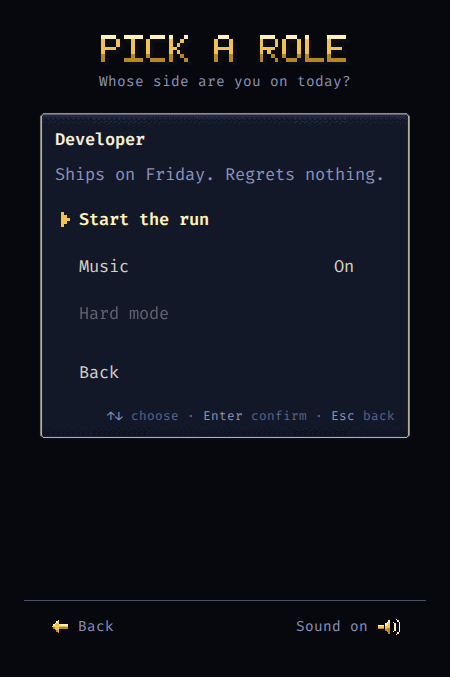 PICK A ROLE
Whose side are you on today?
Developer
Ships on Friday. Regrets nothing.
Start the run
Music On
Hard mode
Back
↑↓ choose · Enter confirm · Esc back
Back Sound on